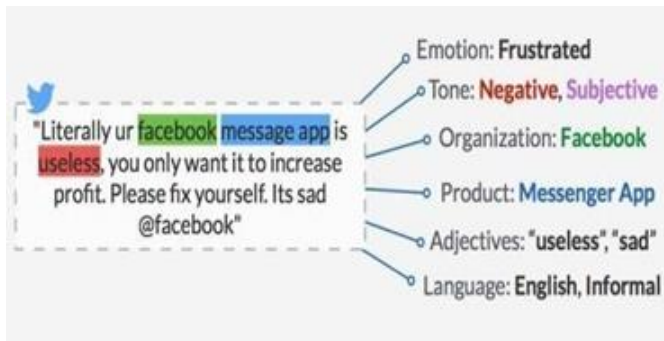 Emotion: Frustrated
Tone: Negative, Subjective
"Literally ur facebook message app is
useless, you only want it to increase
profit. Please fix yourself. Its sad
@facebook"
Organization: Facebook
Product: Messenger App
Adjectives: "useless", "sad"
Language: English, Informal